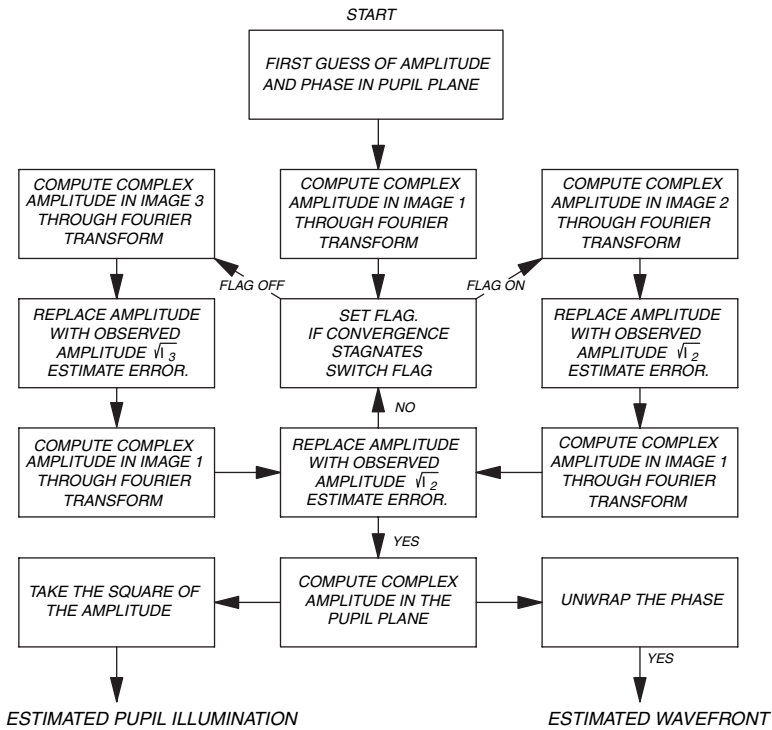 START
FIRST GUESS OF AMPLITUDE
AND PHASE IN PUPIL PLANE
COMPUTE COMPLEX
AMPLITUDE IN IMAGE 3
THROUGH FOURIER
TRANSFORM
COMPUTE COMPLEX
AMPLITUDE IN IMAGE 1
THROUGH FOURIER
TRANSFORM
COMPUTE COMPLEX
AMPLITUDE IN IMAGE 2
THROUGH FOURIER
TRANSFORM
FLAG OFF
FLAG ON
REPLACE AMPLITUDE
WITH OBSERVED
AMPLITUDE √I₃
ESTIMATE ERROR.
SET FLAG.
IF CONVERGENCE
STAGNATES
SWITCH FLAG
REPLACE AMPLITUDE
WITH OBSERVED
AMPLITUDE √I₂
ESTIMATE ERROR.
NO
COMPUTE COMPLEX
AMPLITUDE IN IMAGE 1
THROUGH FOURIER
TRANSFORM
REPLACE AMPLITUDE
WITH OBSERVED
AMPLITUDE √I₂
ESTIMATE ERROR.
COMPUTE COMPLEX
AMPLITUDE IN IMAGE 1
THROUGH FOURIER
TRANSFORM
YES
TAKE THE SQUARE OF
THE AMPLITUDE
COMPUTE COMPLEX
AMPLITUDE IN THE
PUPIL PLANE
UNWRAP THE PHASE
YES
ESTIMATED PUPIL ILLUMINATION
ESTIMATED WAVEFRONT